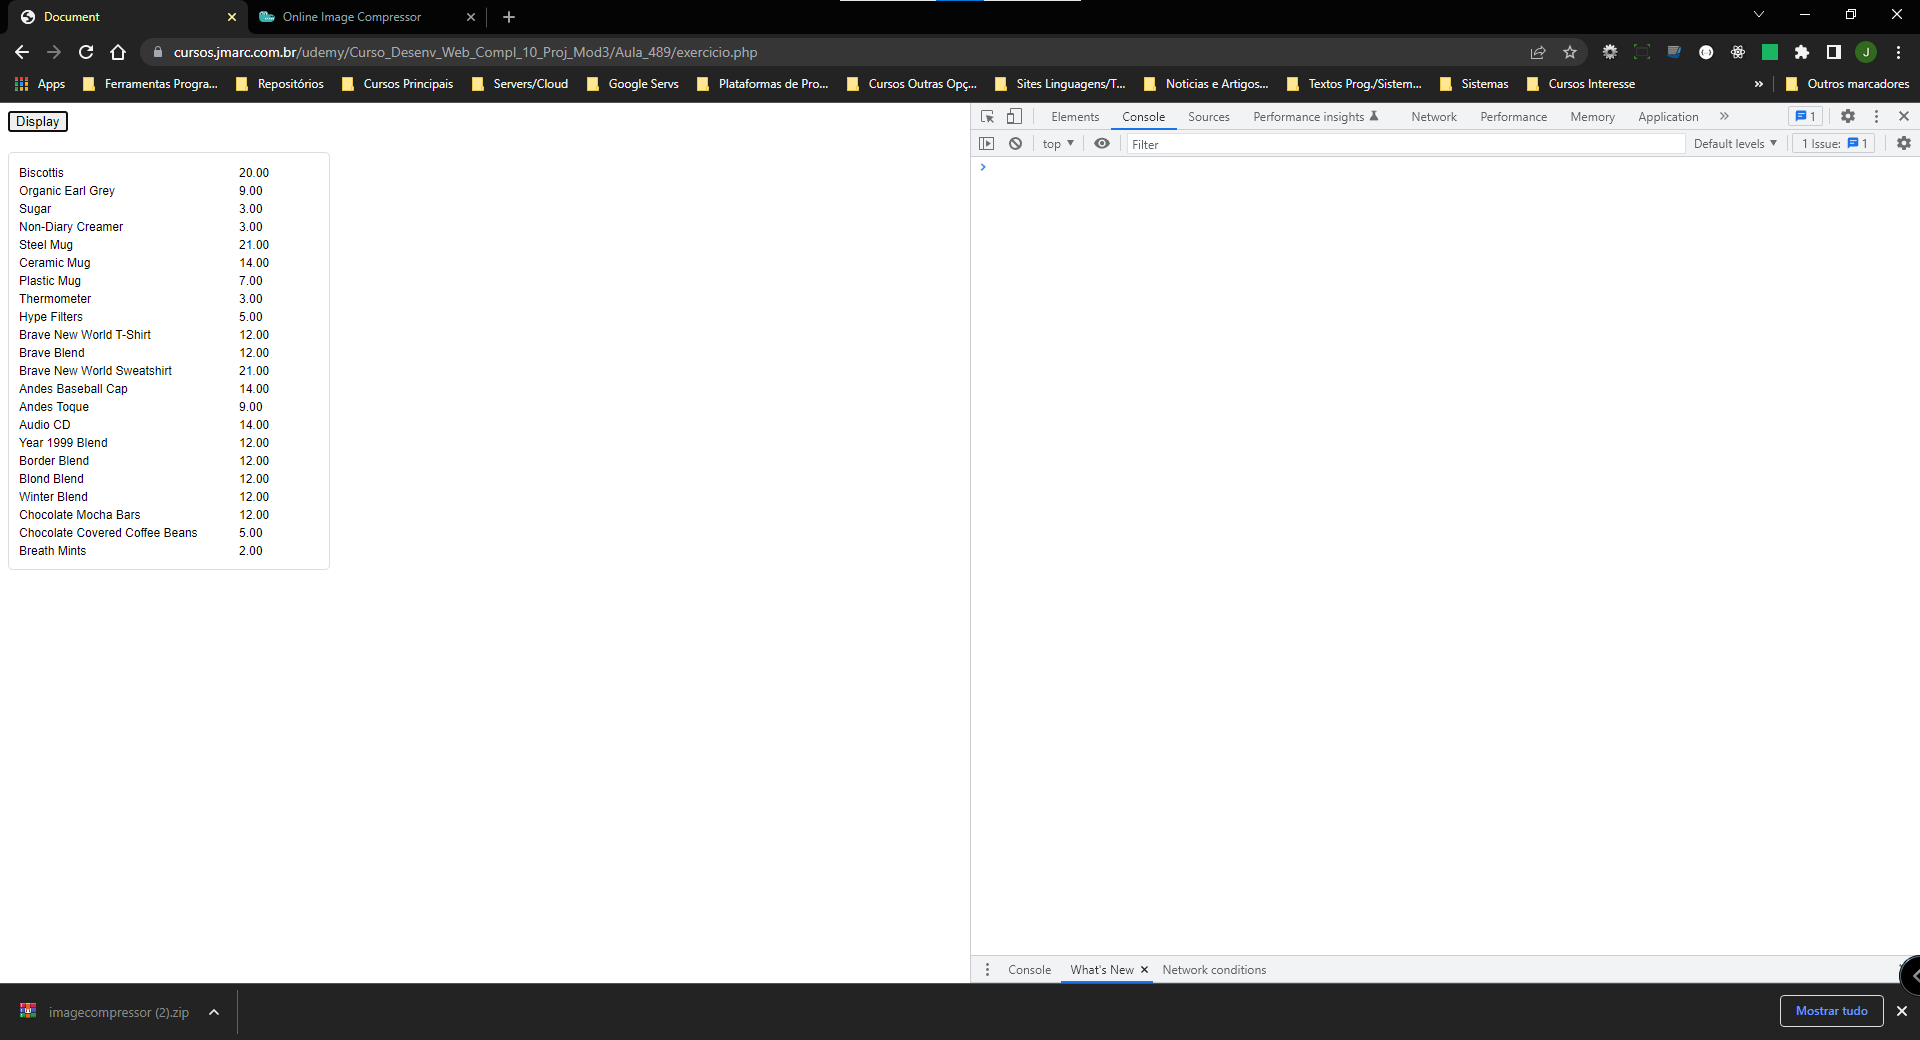 Document
Online Image Compressor
cursos.jmarc.com.br/udemy/Curso_Desenv_Web_Compl_10_Proj_Mod3/Aula_489/exercicio.php
J
Apps Ferramentas Progra... Repositórios Cursos Principais Servers/Cloud Google Servs Plataformas de Pro... Cursos Outras Opç... Sites Linguagens/T... Noticias e Artigos... Textos Prog./Sistem... Sistemas Cursos Interesse » Outros marcadores
Display
Biscottis 20.00
Organic Earl Grey 9.00
Sugar 3.00
Non-Diary Creamer 3.00
Steel Mug 21.00
Ceramic Mug 14.00
Plastic Mug 7.00
Thermometer 3.00
Hype Filters 5.00
Brave New World T-Shirt 12.00
Brave Blend 12.00
Brave New World Sweatshirt 21.00
Andes Baseball Cap 14.00
Andes Toque 9.00
Audio CD 14.00
Year 1999 Blend 12.00
Border Blend 12.00
Blond Blend 12.00
Winter Blend 12.00
Chocolate Mocha Bars 12.00
Chocolate Covered Coffee Beans 5.00
Breath Mints 2.00
Elements Console Sources Performance insights Network Performance Memory Application » 1
top Filter Default levels 1 Issue: 1
Console What's New Network conditions
imagecompressor (2).zip
Mostrar tudo